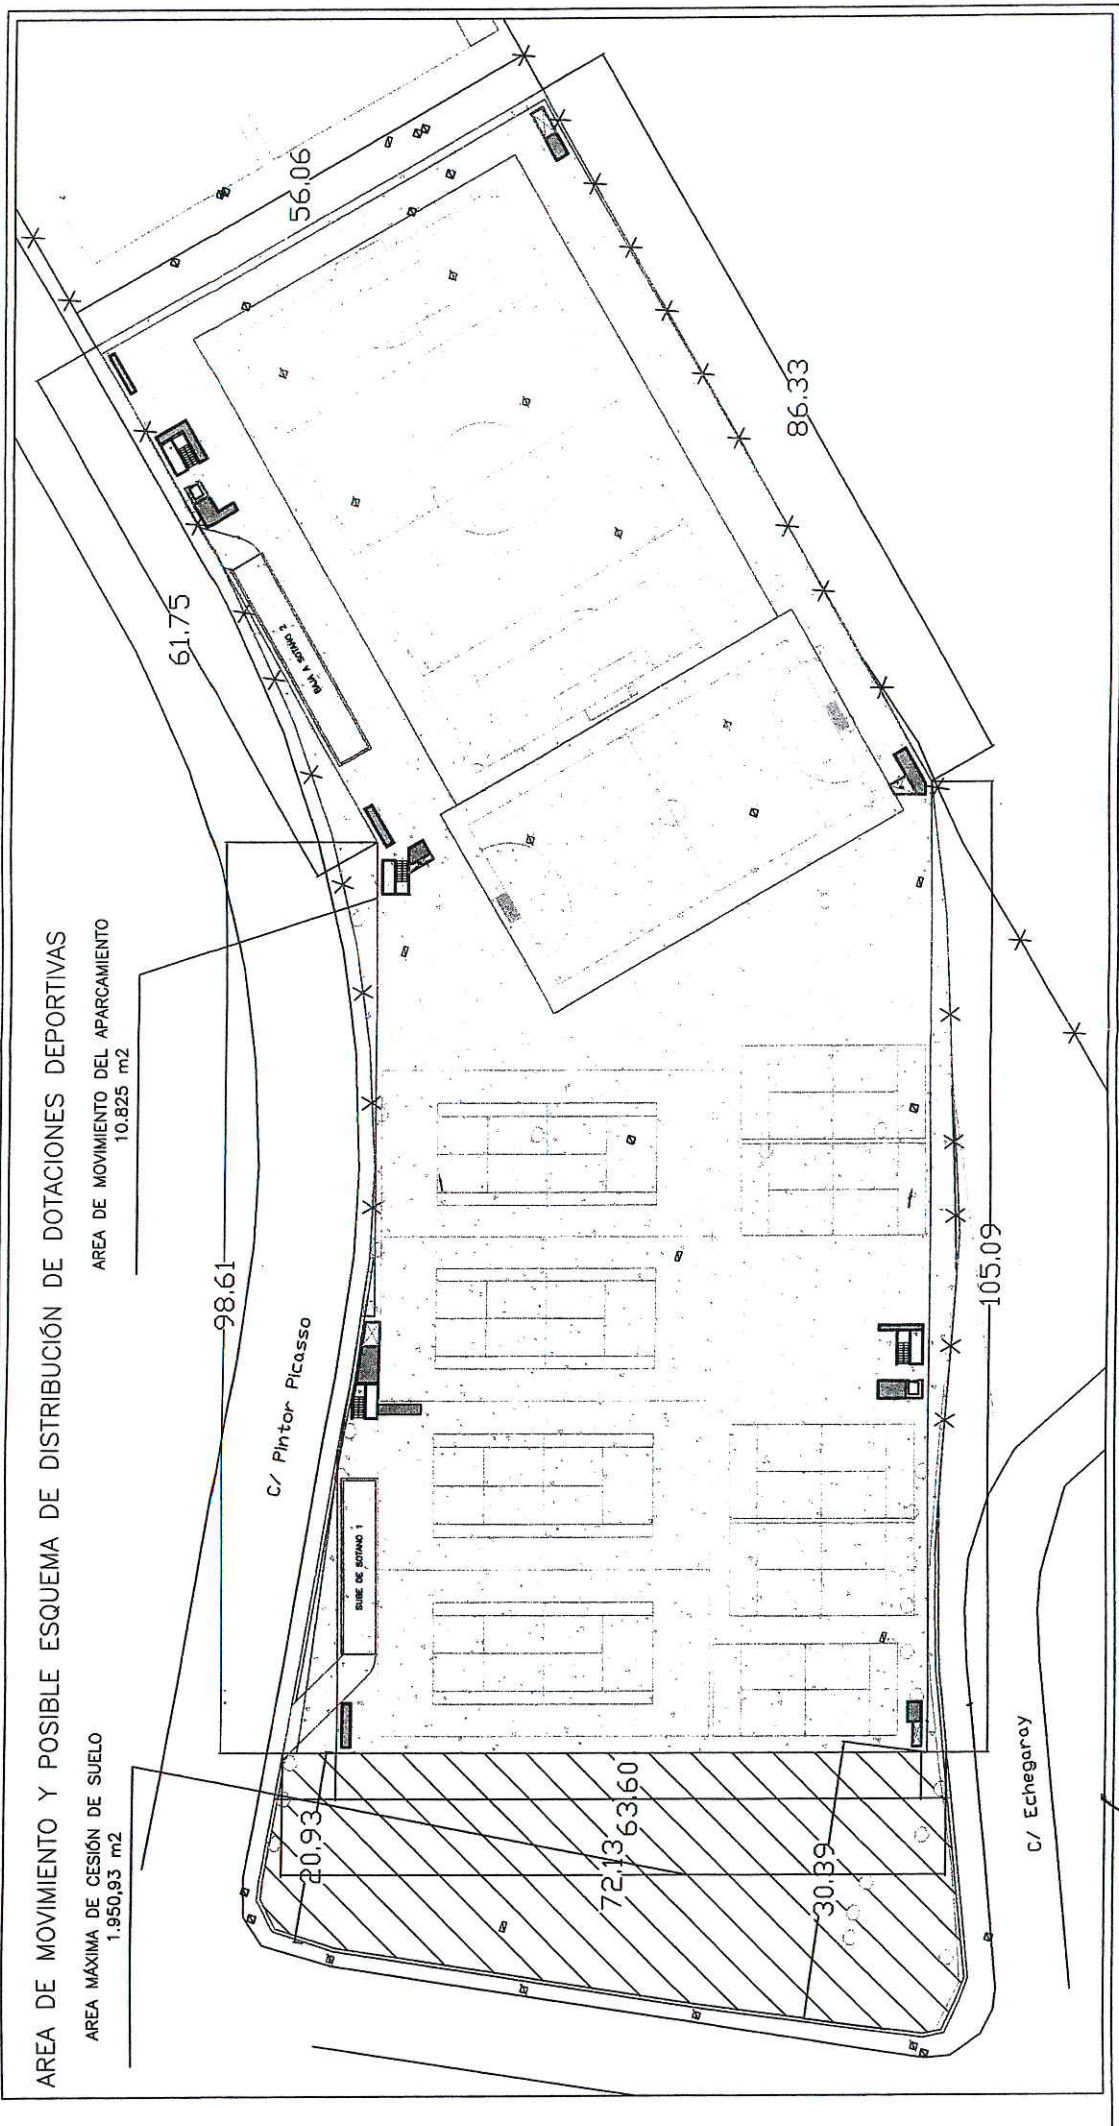 AREA DE MOVIMIENTO Y POSIBLE ESQUEMA DE DISTRIBUCIÓN DE DOTACIONES DEPORTIVAS
AREA MÁXIMA DE CESIÓN DE SUELO
1.950,93 m2
AREA DE MOVIMIENTO DEL APARCAMIENTO
10.825 m2
98.61
61.75
56.06
C/ Pintor Picasso
BAJA A SOTANO 2
SUBE DE SOTANO 1
20.93
72.13
63.60
30.39
86.33
105.09
C/ Echegaray